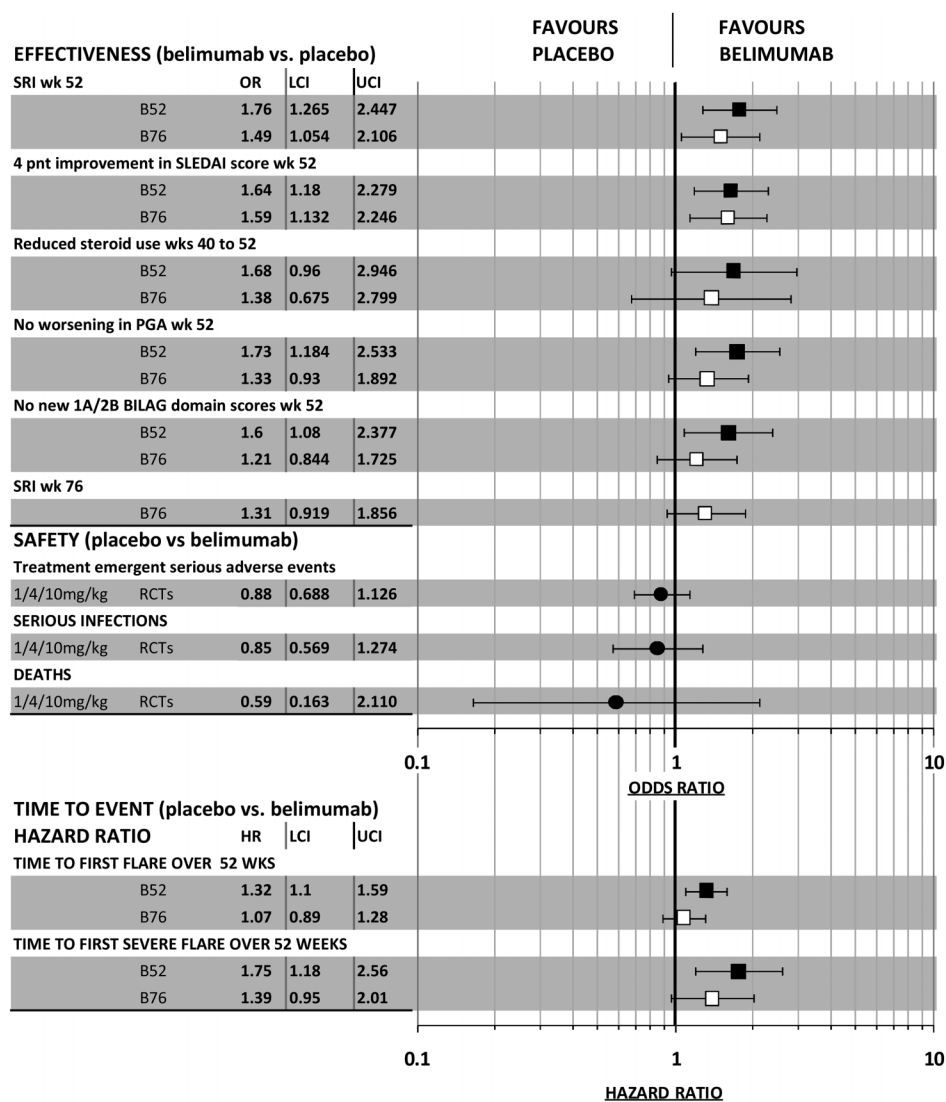 FAVOURS FAVOURS
EFFECTIVENESS (belimumab vs. placebo) PLACEBO BELIMUMAB
SRI wk 52 OR LCI UCI
B52 1.76 1.265 2.447
B76 1.49 1.054 2.106
4 pnt improvement in SLEDAI score wk 52
B52 1.64 1.18 2.279
B76 1.59 1.132 2.246
Reduced steroid use wks 40 to 52
B52 1.68 0.96 2.946
B76 1.38 0.675 2.799
No worsening in PGA wk 52
B52 1.73 1.184 2.533
B76 1.33 0.93 1.892
No new 1A/2B BILAG domain scores wk 52
B52 1.6 1.08 2.377
B76 1.21 0.844 1.725
SRI wk 76
B76 1.31 0.919 1.856
SAFETY (placebo vs belimumab)
Treatment emergent serious adverse events
1/4/10mg/kg RCTs 0.88 0.688 1.126
SERIOUS INFECTIONS
1/4/10mg/kg RCTs 0.85 0.569 1.274
DEATHS
1/4/10mg/kg RCTs 0.59 0.163 2.110
0.1 1 10
ODDS RATIO
TIME TO EVENT (placebo vs. belimumab)
HAZARD RATIO HR LCI UCI
TIME TO FIRST FLARE OVER 52 WKS
B52 1.32 1.1 1.59
B76 1.07 0.89 1.28
TIME TO FIRST SEVERE FLARE OVER 52 WEEKS
B52 1.75 1.18 2.56
B76 1.39 0.95 2.01
0.1 1 10
HAZARD RATIO